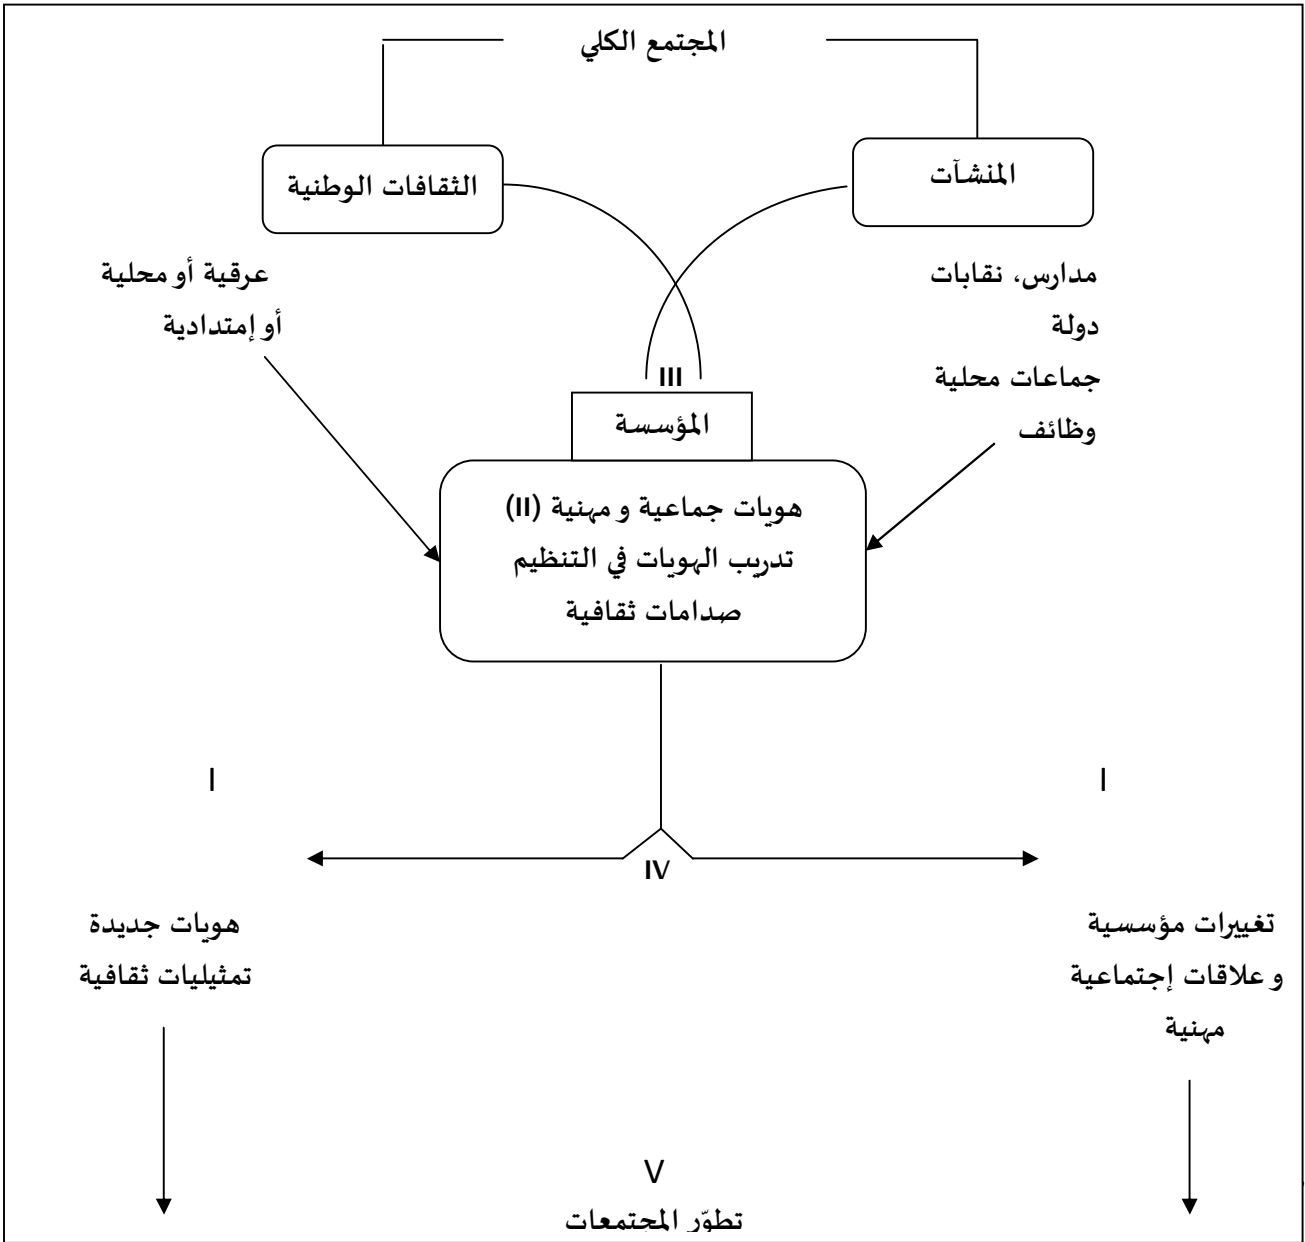 المجتمع الكلي
المنشآت
الثقافات الوطنية
مدارس، نقابات
دولة
جماعات محلية
وظائف
عرقية أو محلية
أو إمتدادية
III
المؤسسة
هويات جماعية و مهنية (II)
تدريب الهويات في التنظيم
صدامات ثقافية
I
I
IV
تغييرات مؤسسية
و علاقات إجتماعية
مهنية
هويات جديدة
تمثيليات ثقافية
V
تطوّر المجتمعات